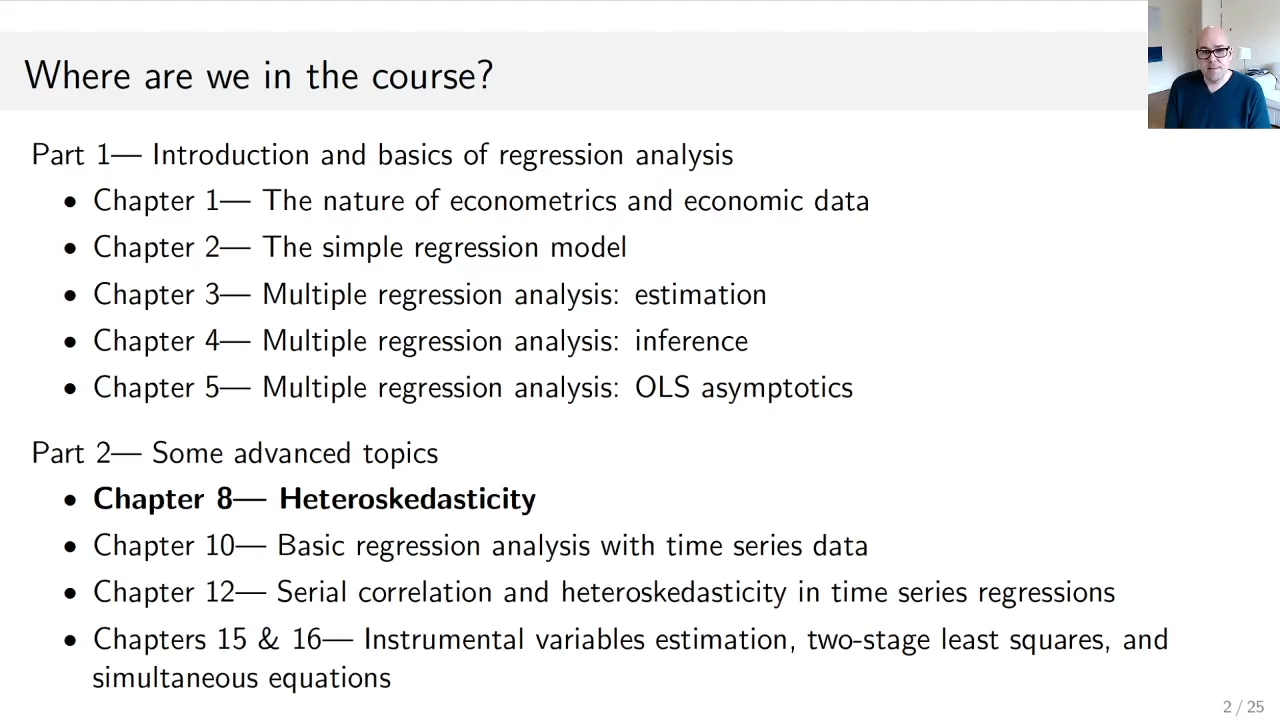 Where are we in the course?
Part 1— Introduction and basics of regression analysis
• Chapter 1— The nature of econometrics and economic data
• Chapter 2— The simple regression model
• Chapter 3— Multiple regression analysis: estimation
• Chapter 4— Multiple regression analysis: inference
• Chapter 5— Multiple regression analysis: OLS asymptotics
Part 2— Some advanced topics
• Chapter 8— Heteroskedasticity
• Chapter 10— Basic regression analysis with time series data
• Chapter 12— Serial correlation and heteroskedasticity in time series regressions
• Chapters 15 & 16— Instrumental variables estimation, two-stage least squares, and
simultaneous equations
2 / 25